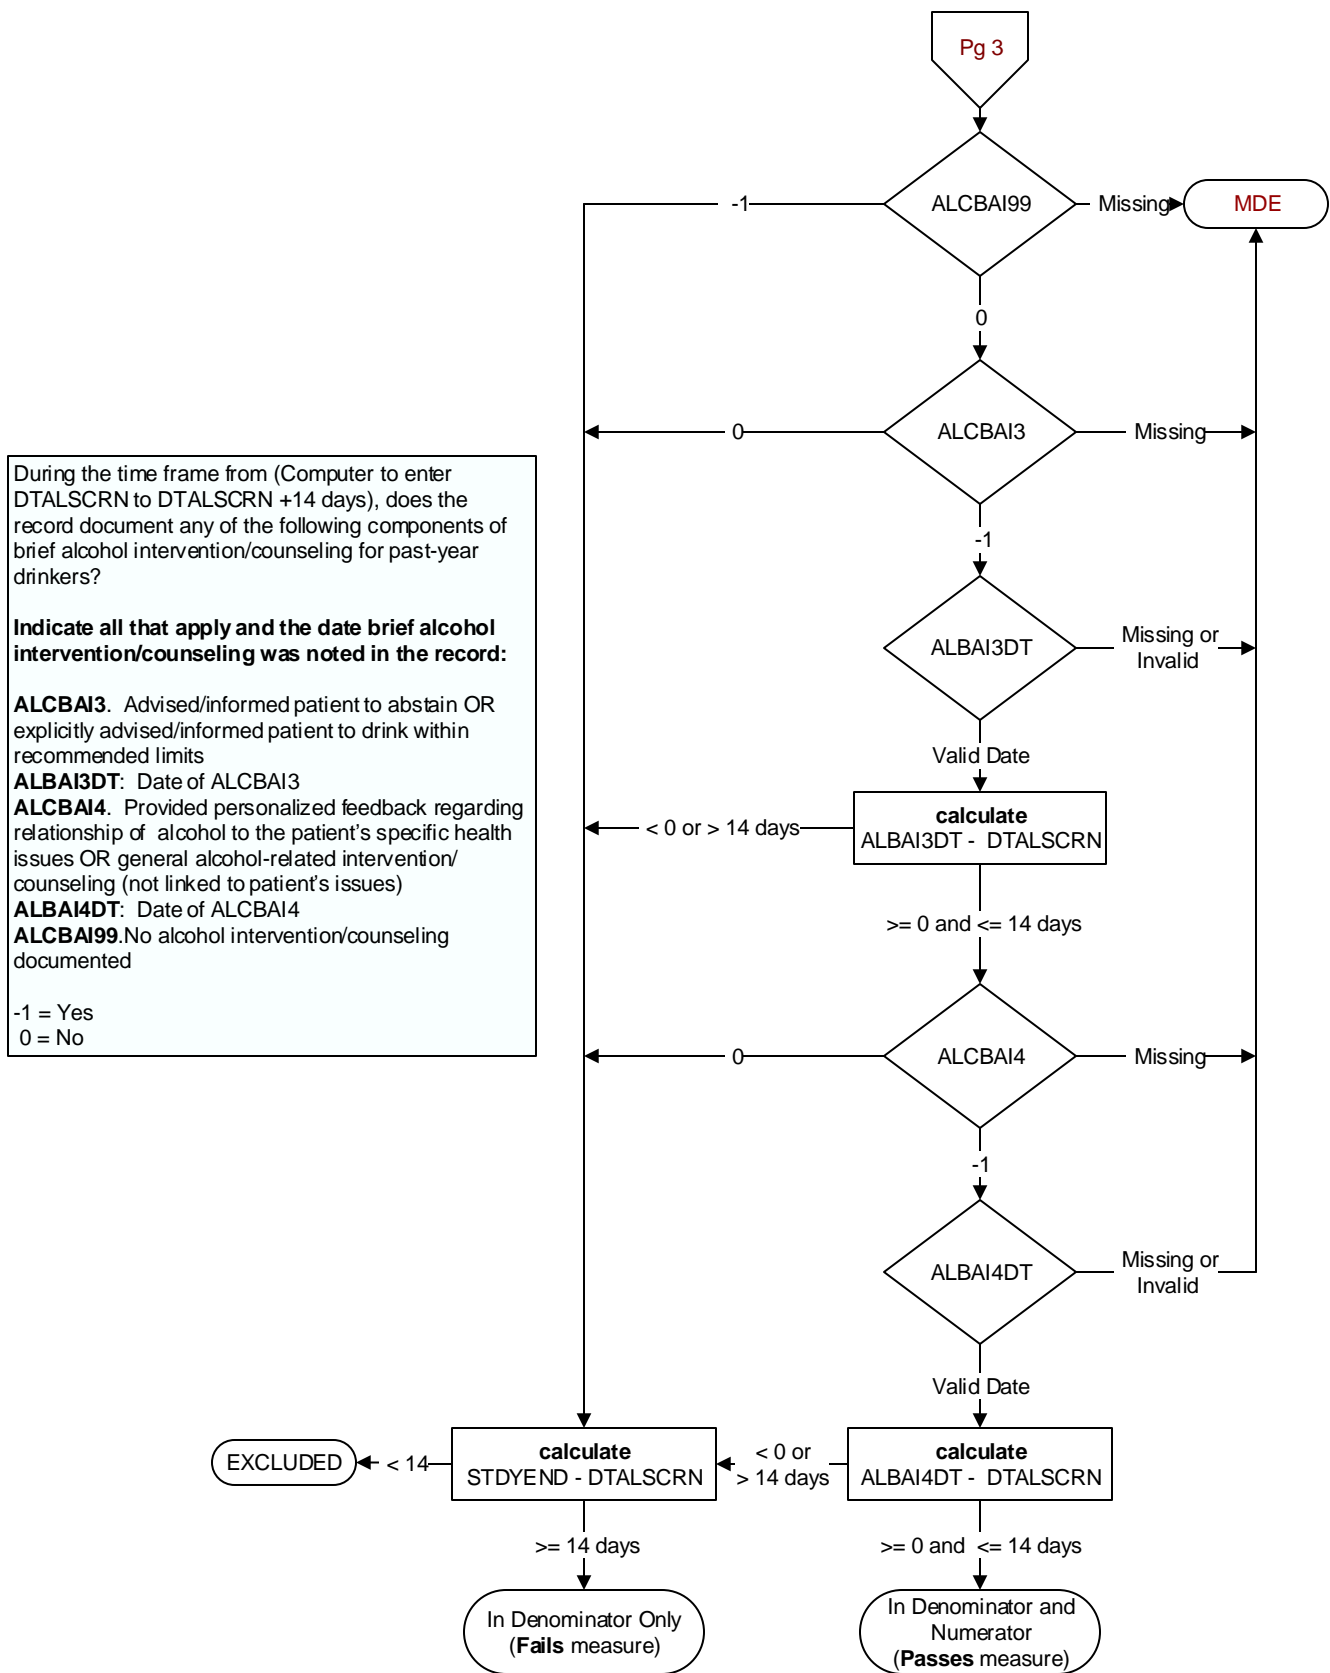 Pg 3
ALCBAI99
-1
Missing
MDE
0
ALCBAI3
0
Missing
-1
During the time frame from (Computer to enter
DTALSCRN to DTALSCRN +14 days), does the
record document any of the following components of
brief alcohol intervention/counseling for past-year
drinkers?
Indicate all that apply and the date brief alcohol
intervention/counseling was noted in the record:
ALCBAI3.  Advised/informed patient to abstain OR
explicitly advised/informed patient to drink within
recommended limits
ALBAI3DT:  Date of ALCBAI3
ALCBAI4.  Provided personalized feedback regarding
relationship of  alcohol to the patient's specific health
issues OR general alcohol-related intervention/
counseling (not linked to patient's issues)
ALBAI4DT:  Date of ALCBAI4
ALCBAI99.No alcohol intervention/counseling
documented
-1 = Yes
0 = No
ALBAI3DT
Missing or
Invalid
Valid Date
calculate
ALBAI3DT -  DTALSCRN
< 0 or > 14 days
>= 0 and <= 14 days
ALCBAI4
0
Missing
-1
ALBAI4DT
Missing or
Invalid
Valid Date
calculate
ALBAI4DT -  DTALSCRN
< 0 or
> 14 days
calculate
STDYEND - DTALSCRN
< 14
EXCLUDED
>= 14 days
>= 0 and  <= 14 days
In Denominator Only
(Fails measure)
In Denominator and
Numerator
(Passes measure)